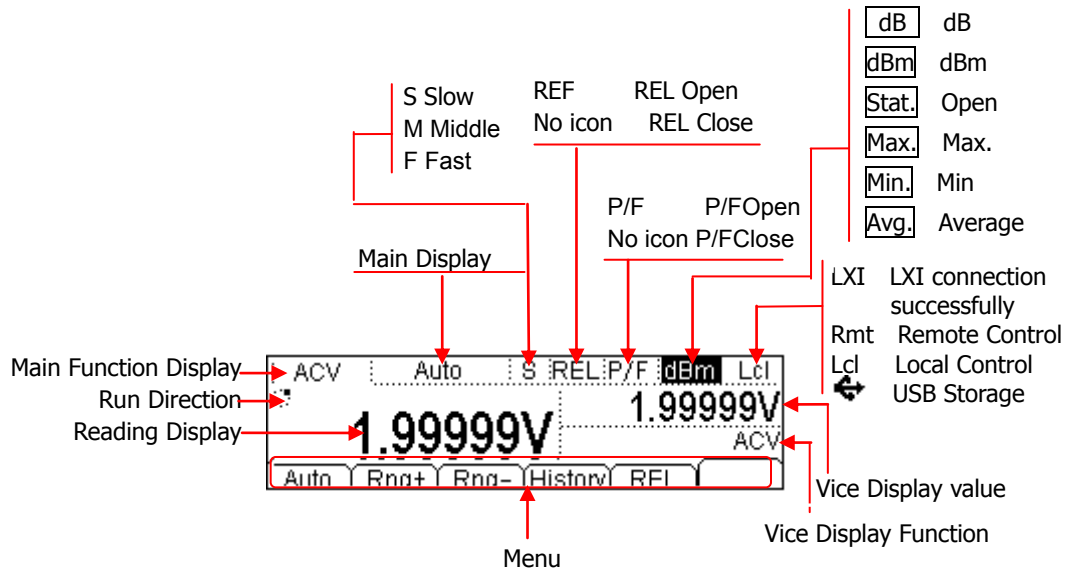 dB dB
dBm dBm
Stat. Open
Max. Max.
Min. Min
Avg. Average
S Slow
M Middle
F Fast
REF REL Open
No icon REL Close
P/F P/FOpen
No icon P/FClose
Main Display
LXI LXI connection
successfully
Rmt Remote Control
Lcl Local Control
USB Storage
Main Function Display
Run Direction
Reading Display
ACV Auto S REL P/F dBm Lcl
1.99999V
1.99999V
ACV
Auto Rng+ Rng- History REL
Vice Display value
Vice Display Function
Menu